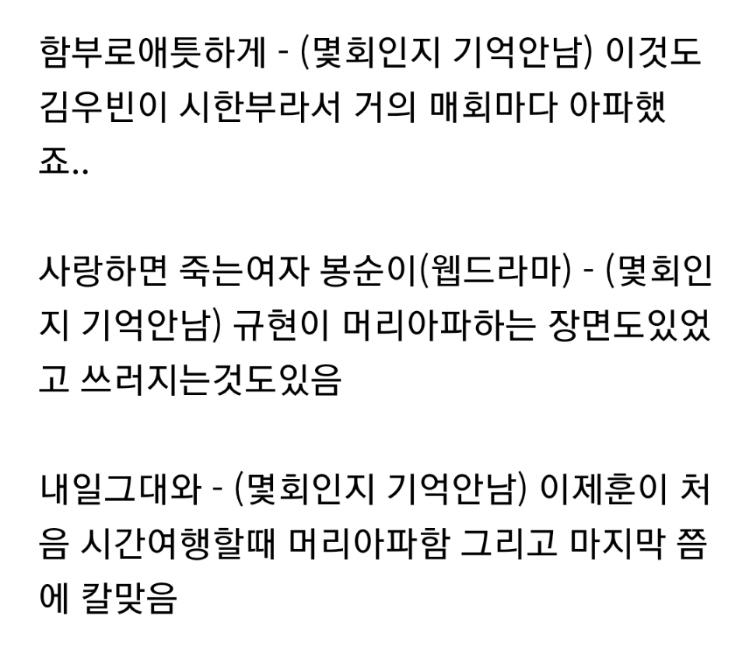 함부로애틋하게 - (몇회인지 기억안남) 이것도
김우빈이 시한부라서 거의 매회마다 아파했
죠..
사랑하면 죽는여자 봉순이(웹드라마) - (몇회인
지 기억안남) 규현이 머리아파하는 장면도있었
고 쓰러지는것도있음
내일그대와 - (몇회인지 기억안남) 이제훈이 처
음 시간여행할때 머리아파함 그리고 마지막 쯤
에 칼맞음